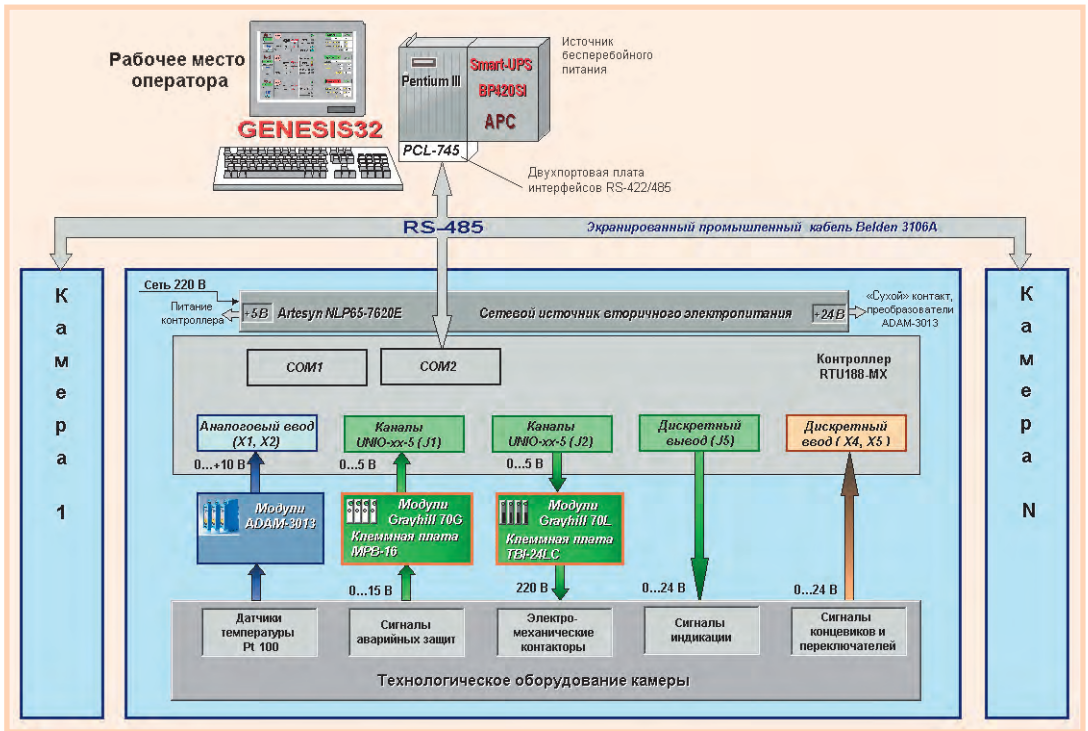 Рабочее место
оператора
GENESIS32
Pentium III
Smart-UPS
BP420SI
APC
PCL-745
Источник
бесперебойного
питания
Двухпортовая плата
интерфейсов RS-422/485
RS-485
Экранированный промышленный кабель Belden 3106A
Камера 1
Сеть 220 В
Питание
контроллера
+5В
Artesyn NLP65-7620E
Сетевой источник вторичного электропитания
+24В
«Сухой» контакт,
преобразователи
ADAM-3013
COM1
COM2
Контроллер
RTU188-MX
Аналоговый ввод
(X1, X2)
Каналы
UNIO-xx-5 (J1)
Каналы
UNIO-xx-5 (J2)
Дискретный
вывод (J5)
Дискретный
ввод (X4, X5)
0...+10 В
0...5 В
0...5 В
Модули
ADAM-3013
Модули
Grayhill 70G
Клеммная плата
MPB-16
Модули
Grayhill 70L
Клеммная плата
TBI-24LC
0...15 В
220 В
0...24 В
0...24 В
Датчики
температуры
Pt 100
Сигналы
аварийных защит
Электро-
механические
контакторы
Сигналы
индикации
Сигналы
концевиков и
переключателей
Технологическое оборудование камеры
Камера N